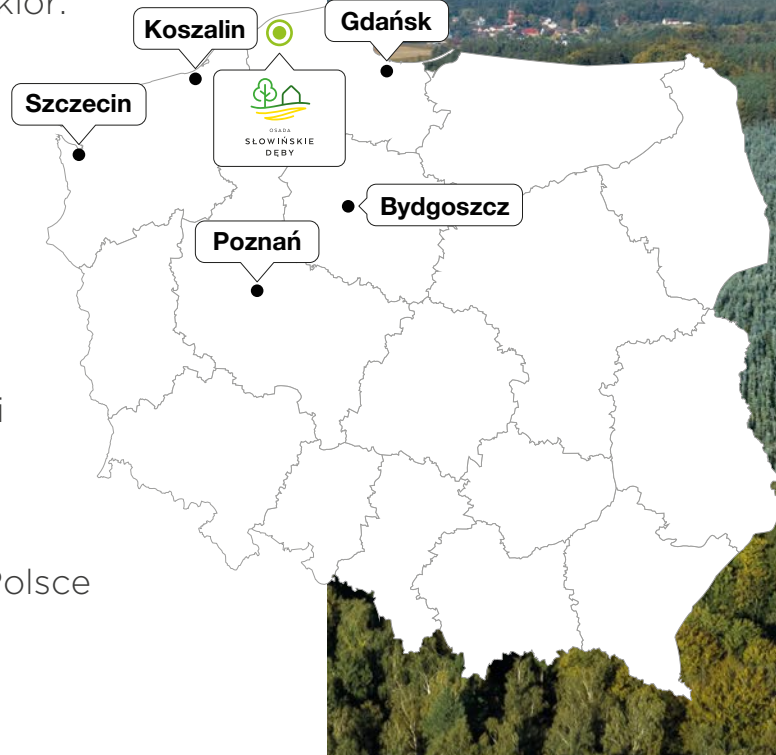 Koszalin
Gdańsk
Szczecin
OSADA
SŁOWIŃSKIE
DĘBY
Bydgoszcz
Poznań
i
Polsce